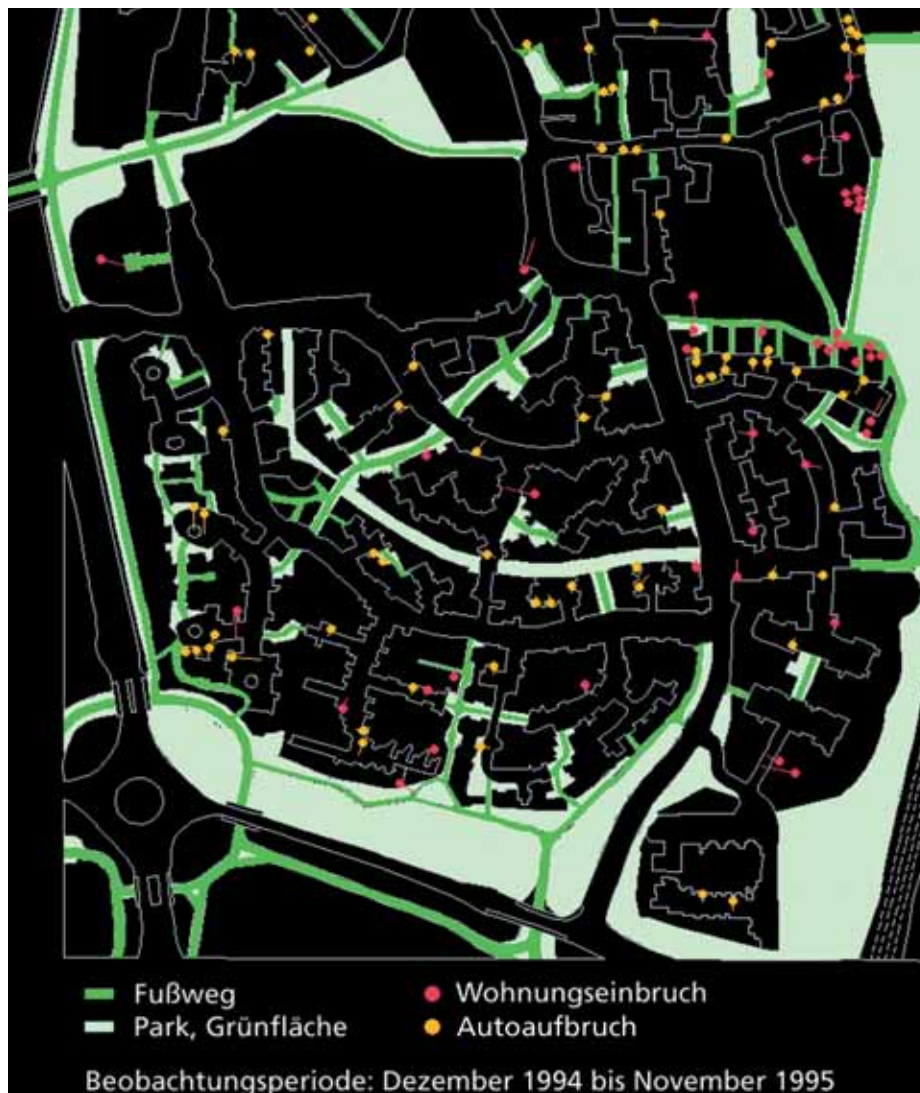 Fußweg
Park, Grünfläche
Wohnungseinbruch
Autoaufbruch
Beobachtungsperiode: Dezember 1994 bis November 1995